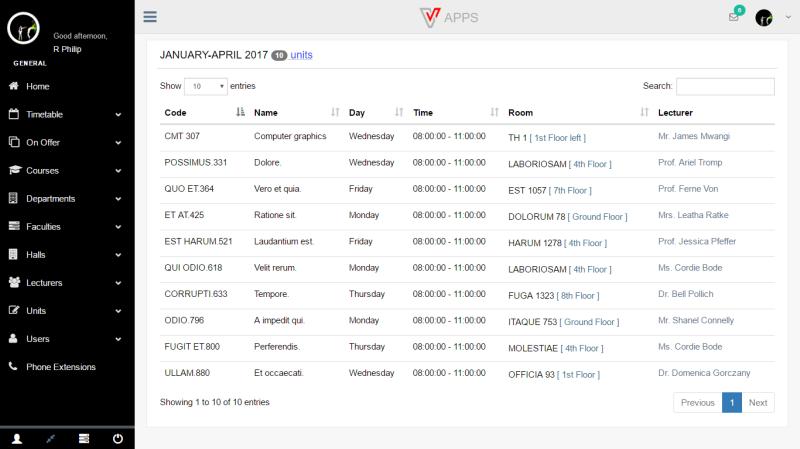 Good afternoon,
R Philip
GENERAL
Home
Timetable
On Offer
Courses
Departments
Faculties
Halls
Lecturers
Units
Users
Phone Extensions
V APPS
6
JANUARY-APRIL 2017 10 units
Show 10 entries Search:
Code Name Day Time Room Lecturer
CMT 307 Computer graphics Wednesday 08:00:00 - 11:00:00 TH 1 [ 1st Floor left ] Mr. James Mwangi
POSSIMUS.331 Dolore. Wednesday 08:00:00 - 11:00:00 LABORIOSAM [ 4th Floor ] Prof. Ariel Tromp
QUO ET.364 Vero et quia. Friday 08:00:00 - 11:00:00 EST 1057 [ 7th Floor ] Prof. Ferne Von
ET AT.425 Ratione sit. Monday 08:00:00 - 11:00:00 DOLORUM 78 [ Ground Floor ] Mrs. Leatha Ratke
EST HARUM.521 Laudantium est. Friday 08:00:00 - 11:00:00 HARUM 1278 [ 4th Floor ] Prof. Jessica Pfeffer
QUI ODIO.618 Velit rerum. Monday 08:00:00 - 11:00:00 LABORIOSAM [ 4th Floor ] Ms. Cordie Bode
CORRUPTI.633 Tempore. Thursday 08:00:00 - 11:00:00 FUGA 1323 [ 8th Floor ] Dr. Bell Pollich
ODIO.796 A impedit qui. Monday 08:00:00 - 11:00:00 ITAQUE 753 [ Ground Floor ] Mr. Shanel Connelly
FUGIT ET.800 Perferendis. Thursday 08:00:00 - 11:00:00 MOLESTIAE [ 4th Floor ] Ms. Cordie Bode
ULLAM.880 Et occaecati. Wednesday 08:00:00 - 11:00:00 OFFICIA 93 [ 1st Floor ] Dr. Domenica Gorczany
Showing 1 to 10 of 10 entries Previous 1 Next